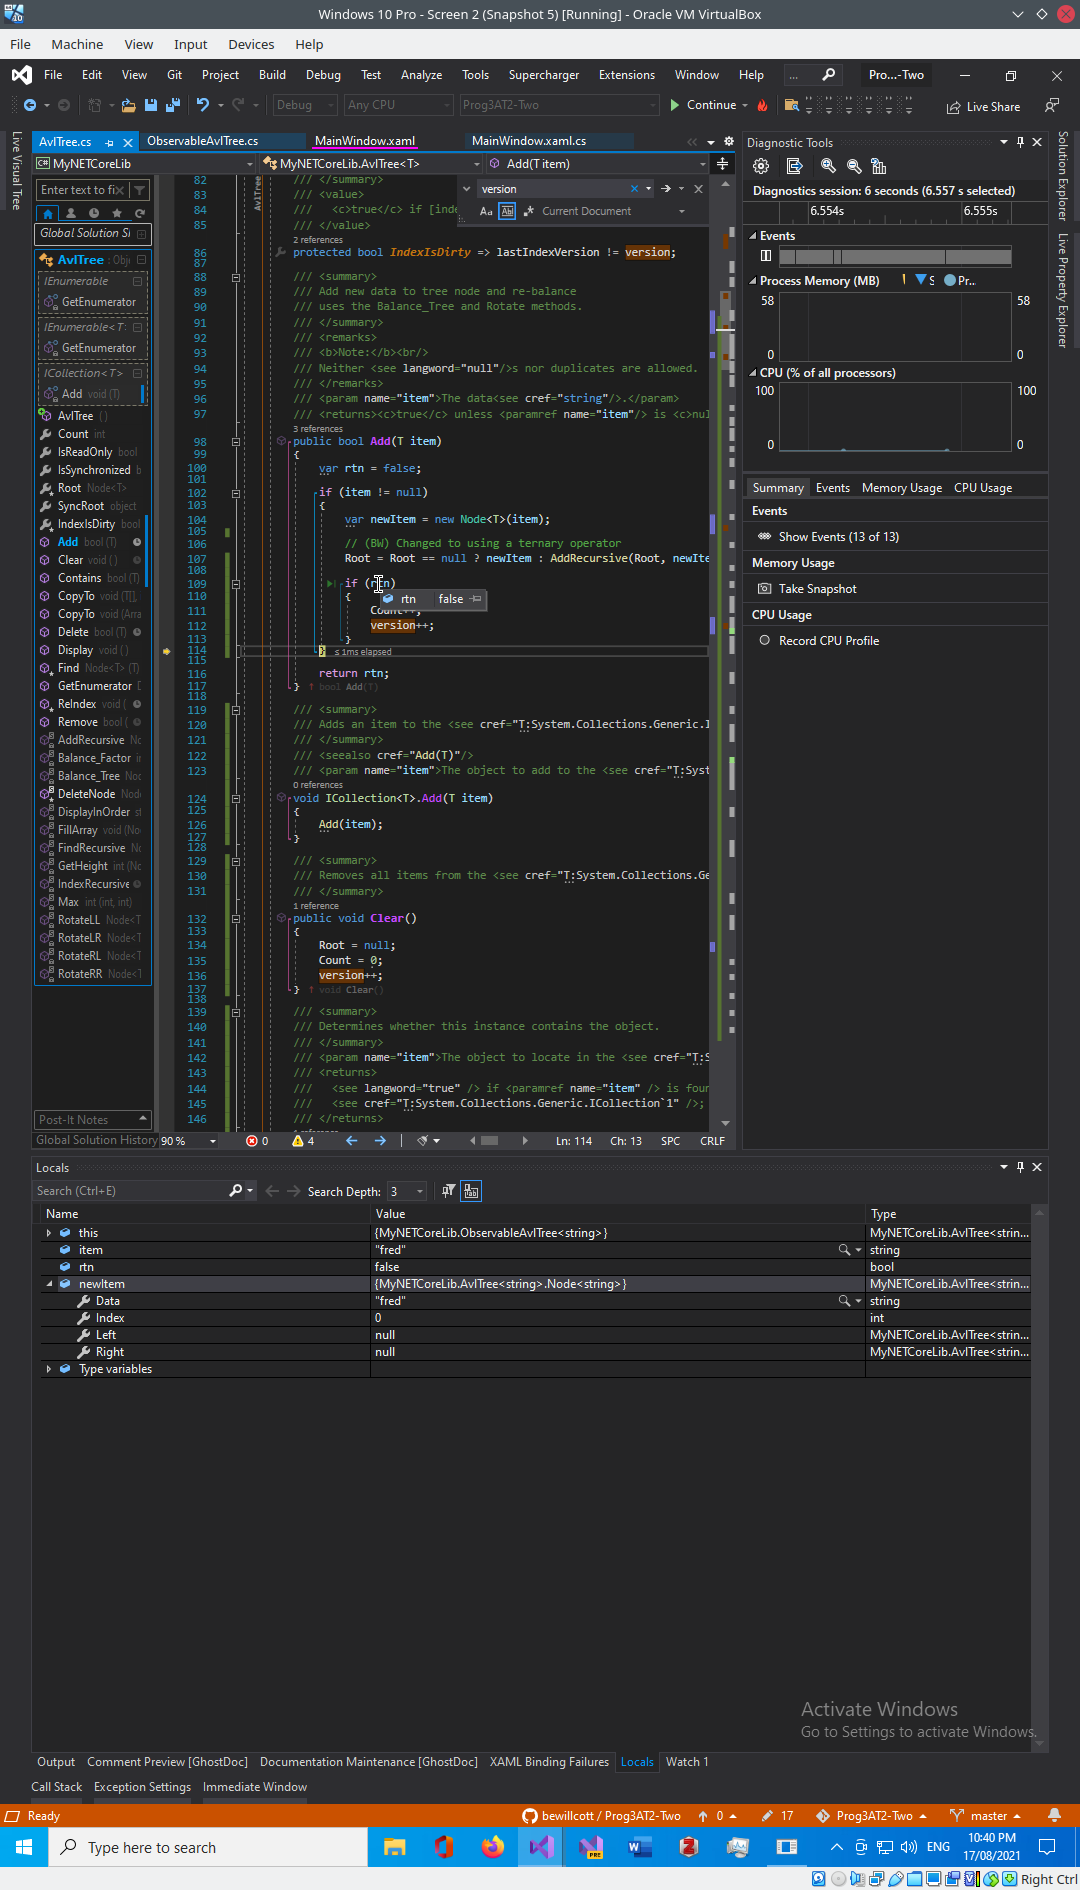 Windows 10 Pro - Screen 2 (Snapshot 5) [Running] - Oracle VM VirtualBox
File Machine View Input Devices Help
File Edit View Git Project Build Debug Test Analyze Tools Supercharger Extensions Window Help ... Pro...-Two
Debug Any CPU Prog3AT2-Two Continue Live Share
Live Visual Tree
AvlTree.cs ObservableAvlTree.cs MainWindow.xaml MainWindow.xaml.cs
MyNETCoreLib MyNETCoreLib.AvlTree<T> Add(T item)
Enter text to fi
Global Solution S
AvlTree : Obj
IEnumerable
GetEnumerator
IEnumerable<T
GetEnumerator
ICollection<T>
Add void (T)
AvlTree ()
Count int
IsReadOnly bool
IsSynchronized b
Root Node<T>
SyncRoot object
IndexIsDirty bool
Add bool (T)
Clear void ()
Contains bool (T)
CopyTo void (T[],
CopyTo void (Arra
Delete bool (T)
Display void ()
Find Node<T> (T)
GetEnumerator
ReIndex void (
Remove bool (
AddRecursive Nc
Balance_Factor in
Balance_Tree Noc
DeleteNode Node
DisplayInOrder st
FillArray void (No
FindRecursive
GetHeight int (Nc
IndexRecursive
Max int (int, int)
RotateLL Node<T
RotateLR Node<T
RotateRL Node<T
RotateRR Node<T
Post-It Notes
Global Solution History
version
Aa Current Document
82 /// </summary>
83 /// <value>
84 /// <c>true</c> if [inde
85 /// </value>
2 references
86 protected bool IndexIsDirty => lastIndexVersion != version;
87
88 /// <summary>
89 /// Add new data to tree node and re-balance
90 /// uses the Balance_Tree and Rotate methods.
91 /// </summary>
92 /// <remarks>
93 /// <b>Note:</b><br/>
94 /// Neither <see langword="null"/>s nor duplicates are allowed.
95 /// </remarks>
96 /// <param name="item">The data<see cref="string"/>.</param>
97 /// <returns><c>true</c> unless <paramref name="item"/> is <c>nul
3 references
98 public bool Add(T item)
99 {
100 var rtn = false;
101
102 if (item != null)
103 {
104 var newItem = new Node<T>(item);
105
106 // (BW) Changed to using a ternary operator
107 Root = Root == null ? newItem : AddRecursive(Root, newIte
108
109 if (rtn)
110 { rtn false
111 Count++;
112 version++;
113 }
114 } ≤ 1ms elapsed
115
116 return rtn;
117 } ↑ bool Add(T)
118
119 /// <summary>
120 /// Adds an item to the <see cref="T:System.Collections.Generic.I
121 /// </summary>
122 /// <seealso cref="Add(T)"/>
123 /// <param name="item">The object to add to the <see cref="T:Syst
0 references
124 void ICollection<T>.Add(T item)
125 {
126 Add(item);
127 }
128
129 /// <summary>
130 /// Removes all items from the <see cref="T:System.Collections.Ge
131 /// </summary>
1 reference
132 public void Clear()
133 {
134 Root = null;
135 Count = 0;
136 version++;
137 } ↑ void Clear()
138
139 /// <summary>
140 /// Determines whether this instance contains the object.
141 /// </summary>
142 /// <param name="item">The object to locate in the <see cref="T:S
143 /// <returns>
144 /// <see langword="true" /> if <paramref name="item" /> is four
145 /// <see cref="T:System.Collections.Generic.ICollection`1" />;
146 /// </returns>
90 % 0 4 Ln: 114 Ch: 13 SPC CRLF
Diagnostic Tools
Diagnostics session: 6 seconds (6.557 s selected)
6.554s 6.555s
Events
Process Memory (MB) S Pr...
58 58
0 0
CPU (% of all processors)
100 100
0 0
Summary Events Memory Usage CPU Usage
Events
Show Events (13 of 13)
Memory Usage
Take Snapshot
CPU Usage
Record CPU Profile
Solution Explorer
Live Property Explorer
Locals
Search (Ctrl+E) Search Depth: 3
Name Value Type
this {MyNETCoreLib.ObservableAvlTree<string>} MyNETCoreLib.AvlTree<strin...
item "fred" string
rtn false bool
newItem {MyNETCoreLib.AvlTree<string>.Node<string>} MyNETCoreLib.AvlTree<strin...
Data "fred" string
Index 0 int
Left null MyNETCoreLib.AvlTree<strin...
Right null MyNETCoreLib.AvlTree<strin...
Type variables
Activate Windows
Go to Settings to activate Windows.
Output Comment Preview [GhostDoc] Documentation Maintenance [GhostDoc] XAML Binding Failures Locals Watch 1
Call Stack Exception Settings Immediate Window
Ready bewillcott / Prog3AT2-Two 0 17 Prog3AT2-Two master
Type here to search ENG 10:40 PM
17/08/2021
Right Ctrl